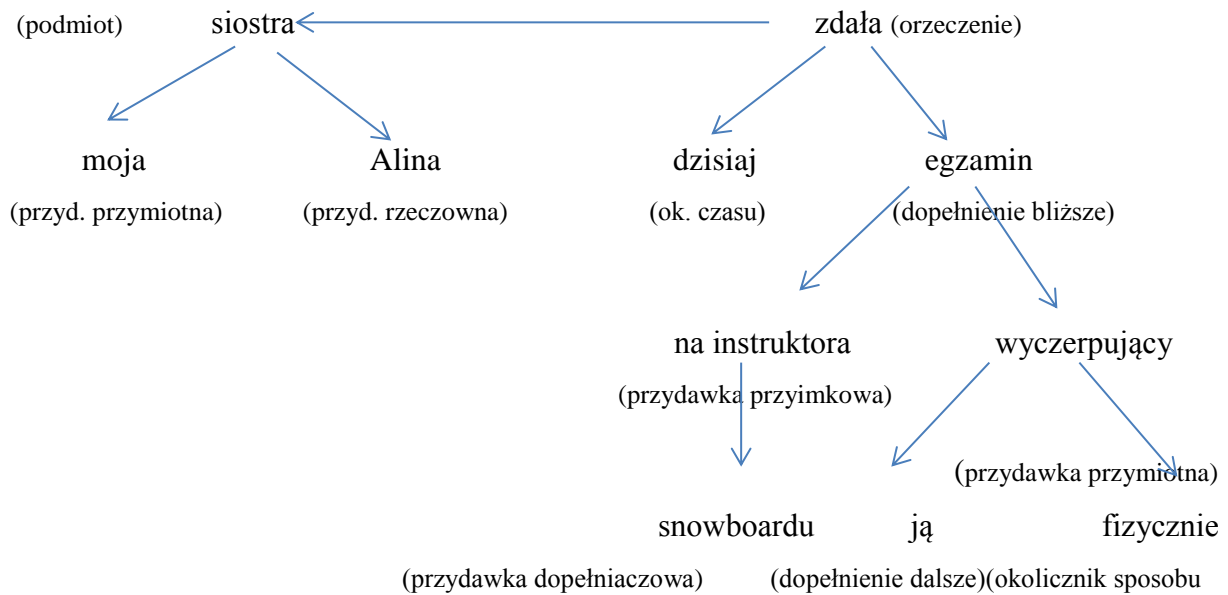 (podmiot) siostra zdała (orzeczenie)
moja Alina dzisiaj egzamin
(przyd. przymiotna) (przyd. rzeczowna) (ok. czasu) (dopełnienie bliższe)
na instruktora wyczerpujący
(przydawka przyimkowa)
(przydawka przymiotna)
snowboardu ją fizycznie
(przydawka dopełniaczowa) (dopełnienie dalsze)(okolicznik sposobu